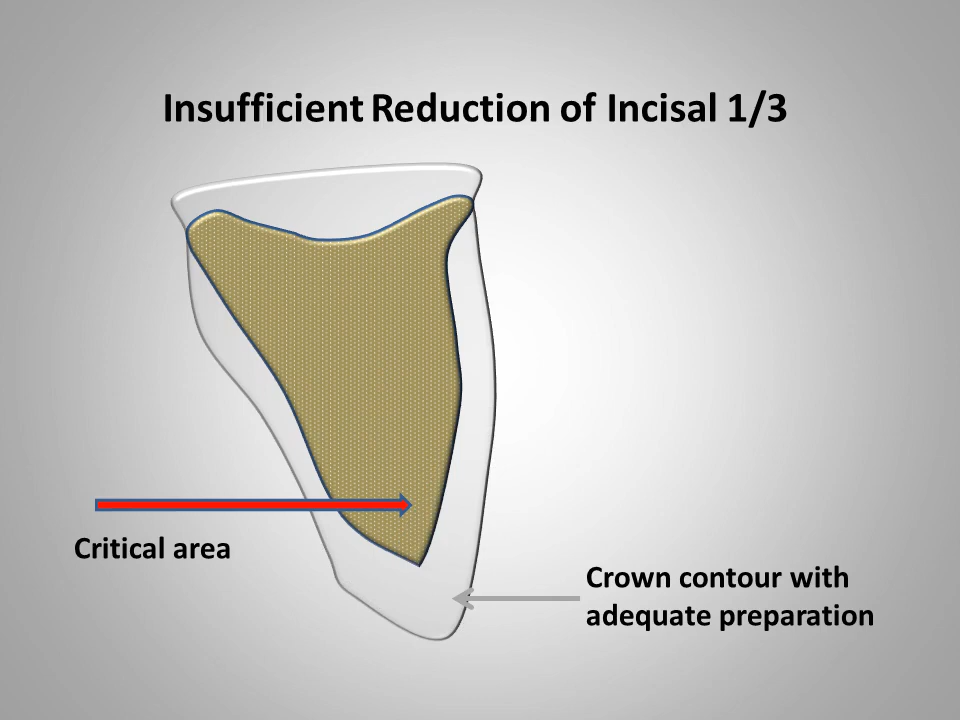 Insufficient Reduction of Incisal 1/3
Critical area
Crown contour with
adequate preparation